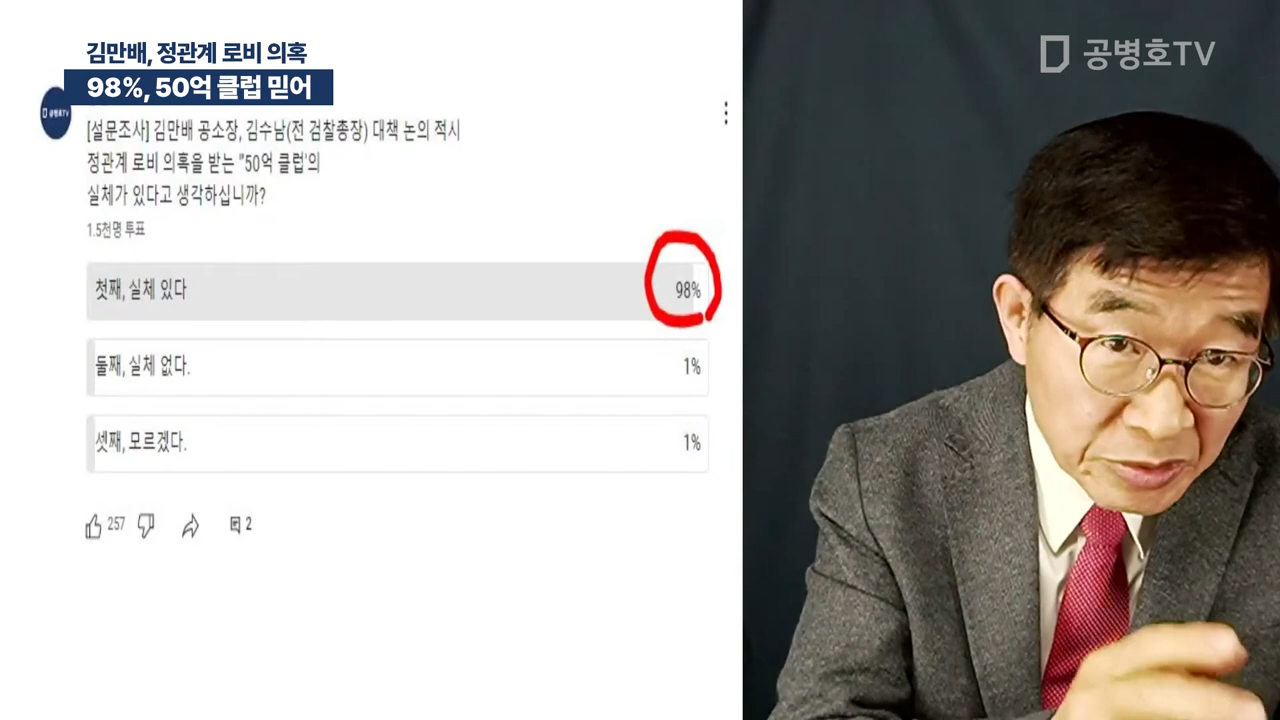 김만배, 정관계 로비 의혹
98%, 50억 클럽 믿어
공병호TV
공병호TV
[설문조사] 김만배 공소장, 김수남(전 검찰총장) 대책 논의 적시
정관계 로비 의혹을 받는 "50억 클럽'의
실체가 있다고 생각하십니까?
1.5천명 투표
첫째, 실체 있다
98%
둘째, 실체 없다.
1%
셋째, 모르겠다.
1%
257
2